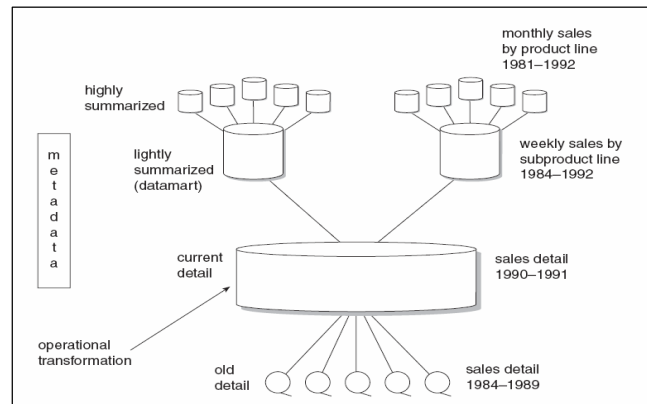 monthly sales
by product line
1981–1992
highly
summarized
metadata
lightly
summarized
(datamart)
weekly sales by
subproduct line
1984–1992
current
detail
sales detail
1990–1991
operational
transformation
old
detail
sales detail
1984–1989